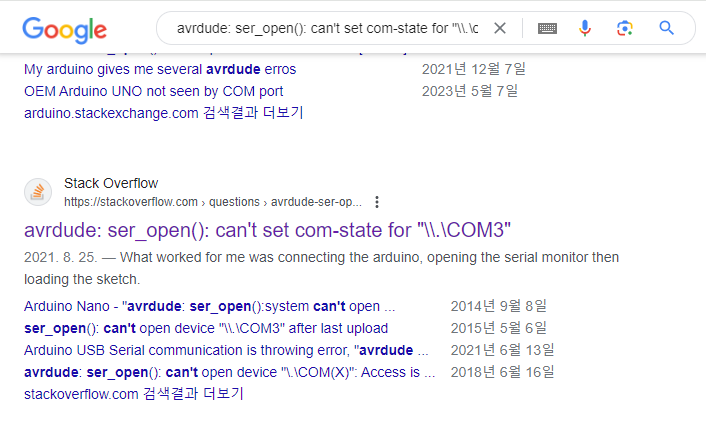 Google
avrdude: ser_open(): can't set com-state for "\\.\c
My arduino gives me several avrdude erros 2021년 12월 7일
OEM Arduino UNO not seen by COM port 2023년 5월 7일
arduino.stackexchange.com 검색결과 더보기
Stack Overflow
https://stackoverflow.com › questions › avrdude-ser-op...
avrdude: ser_open(): can't set com-state for "\\.\COM3"
2021. 8. 25. — What worked for me was connecting the arduino, opening the serial monitor then
loading the sketch.
Arduino Nano - "avrdude: ser_open():system can't open ... 2014년 9월 8일
ser_open(): can't open device "\\.\COM3" after last upload 2015년 5월 6일
Arduino USB Serial communication is throwing error, "avrdude ... 2021년 6월 13일
avrdude: ser_open(): can't open device "\.\COM(X)": Access is ... 2018년 6월 16일
stackoverflow.com 검색결과 더보기